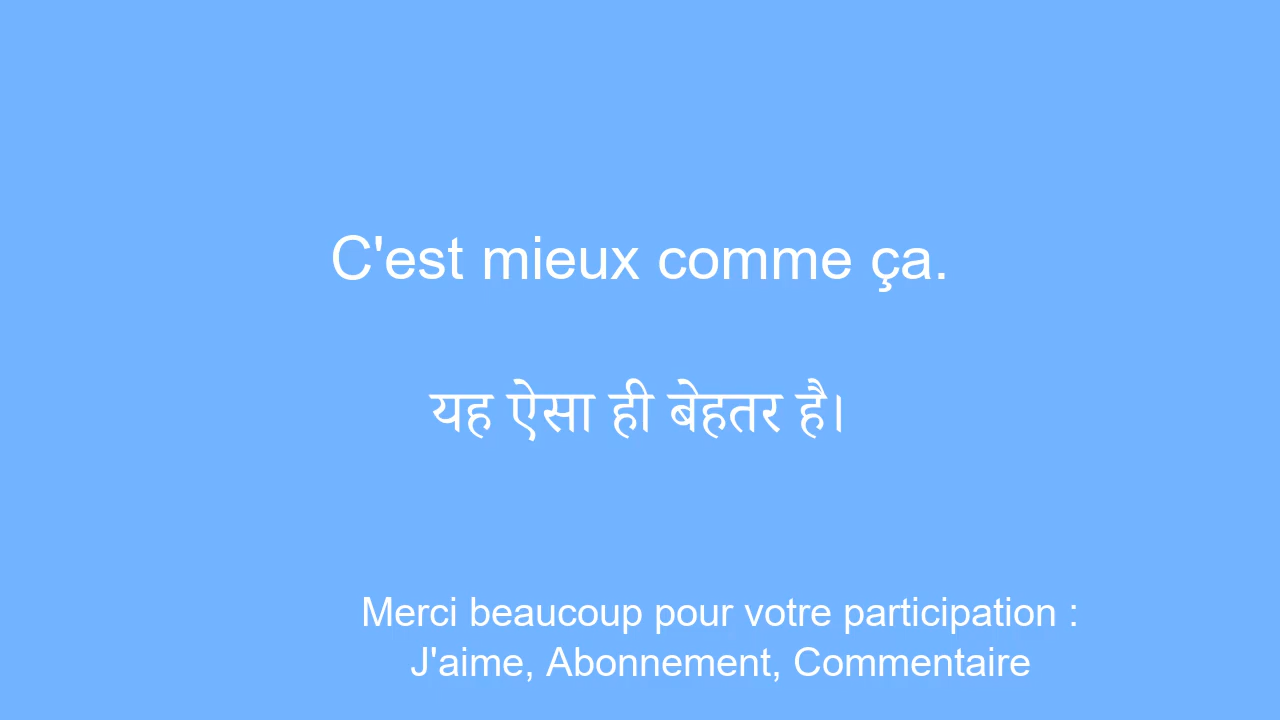 C'est mieux comme ça.
यह ऐसा ही बेहतर है।
Merci beaucoup pour votre participation :
J'aime, Abonnement, Commentaire